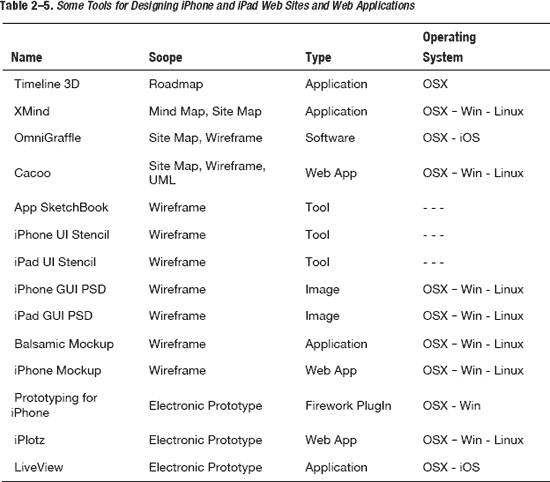 Table 2–5. Some Tools for Designing iPhone and iPad Web Sites and Web Applications
Name Scope Type Operating System
Timeline 3D Roadmap Application OSX
XMind Mind Map, Site Map Application OSX – Win - Linux
OmniGraffle Site Map, Wireframe Software OSX - iOS
Cacoo Site Map, Wireframe, UML Web App OSX – Win - Linux
App SketchBook Wireframe Tool - - -
iPhone UI Stencil Wireframe Tool - - -
iPad UI Stencil Wireframe Tool - - -
iPhone GUI PSD Wireframe Image OSX – Win - Linux
iPad GUI PSD Wireframe Image OSX – Win - Linux
Balsamic Mockup Wireframe Application OSX – Win - Linux
iPhone Mockup Wireframe Web App OSX – Win - Linux
Prototyping for iPhone Electronic Prototype Firework PlugIn OSX - Win
iPlotz Electronic Prototype Web App OSX – Win - Linux
LiveView Electronic Prototype Application OSX - iOS